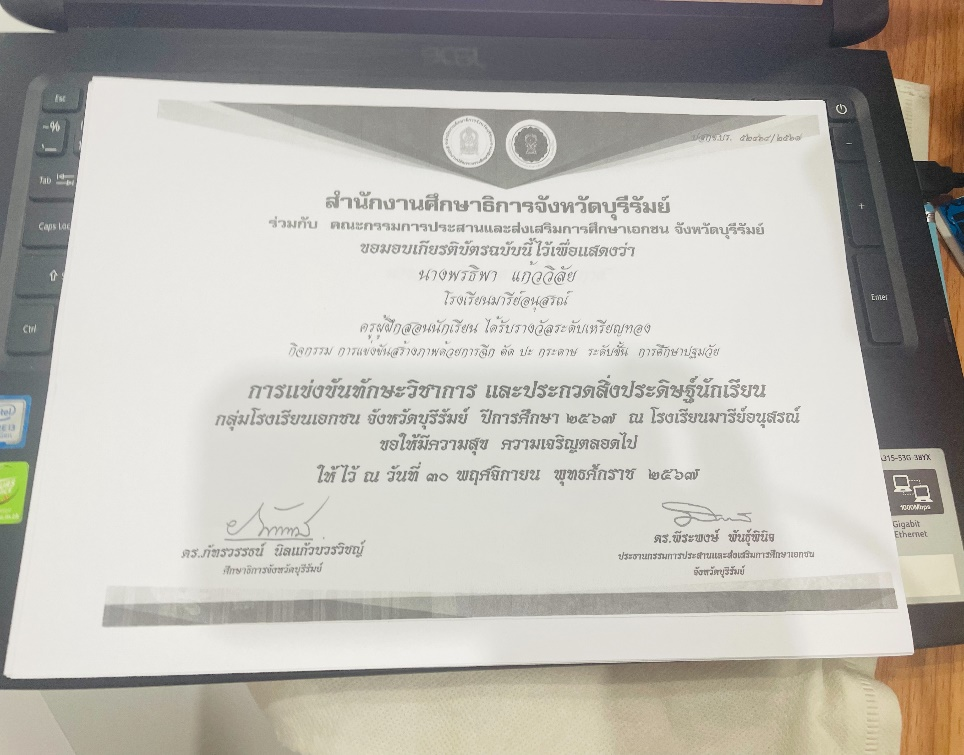 Esc
Tab
Caps Loc
Ctrl
Enter
๕๒๔๖๙/๒๕๖๗
สำนักงานศึกษาธิการจังหวัดบุรีรัมย์
ร่วมกับ คณะกรรมการประสานและส่งเสริมการศึกษาเอกชน จังหวัดบุรีรัมย์
ขอมอบเกียรติบัตรฉบับนี้ไว้เพื่อแสดงว่า
นางพรธิพา แก้ววิลัย
โรงเรียนมารีย์อนุสรณ์
ครูผู้ฝึกสอนนักเรียน ได้รับรางวัลระดับเหรียญทอง
กิจกรรม การแข่งขันสร้างภาพด้วยการฉีก ตัด ปะ กระดาษ ระดับชั้น การศึกษาปฐมวัย
การแข่งขันทักษะวิชาการ และประกวดสิ่งประดิษฐ์นักเรียน
กลุ่มโรงเรียนเอกชน จังหวัดบุรีรัมย์ ปีการศึกษา ๒๕๖๗ ณ โรงเรียนมารีย์อนุสรณ์
ขอให้มีความสุข ความเจริญตลอดไป
ให้ไว้ ณ วันที่ ๓๐ พฤศจิกายน พุทธศักราช ๒๕๖๗
ดร.ภัทรวรรธน์ นิลแก้วบวรวิชญ์
ศึกษาธิการจังหวัดบุรีรัมย์
ดร.พีระพงษ์ พันธุ์พินิจ
ประธานกรรมการประสานและส่งเสริมการศึกษาเอกชน
จังหวัดบุรีรัมย์
315-53G-38YX
1000Mbps
Gigabit
Ethernet